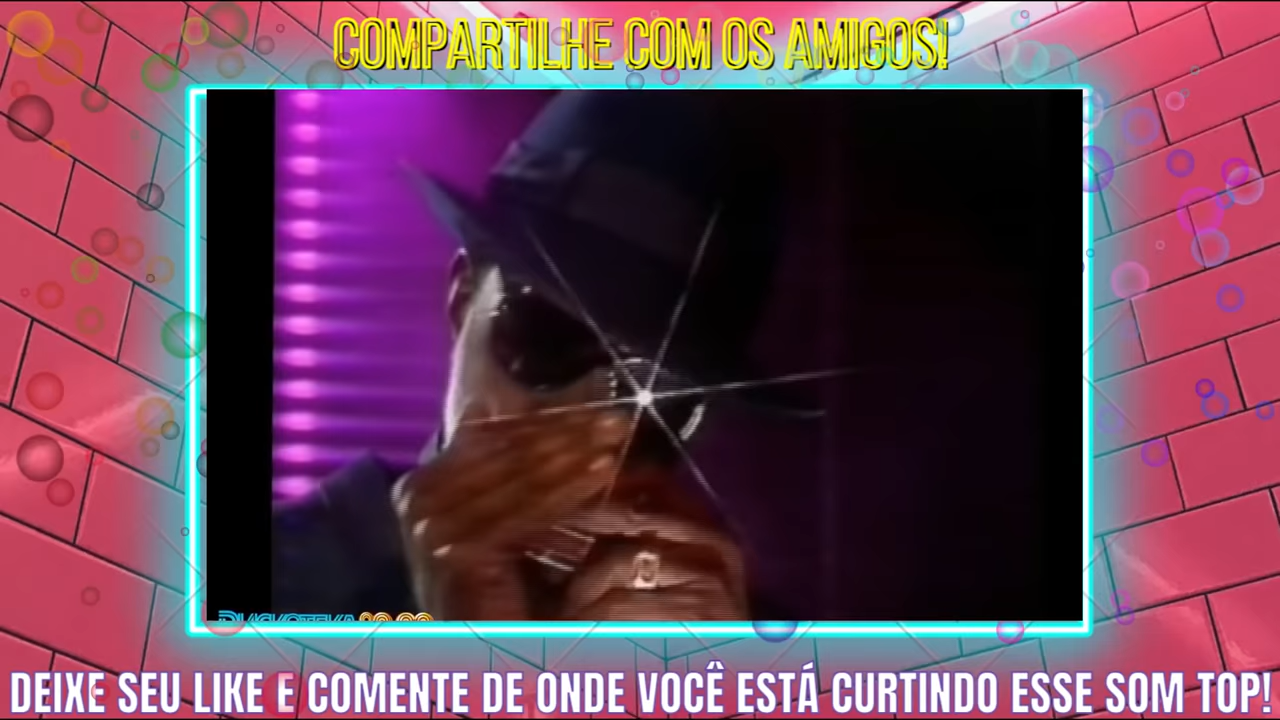 COMPARTILHE COM OS AMIGOS!
DEIXE SEU LIKE E COMENTE DE ONDE VOCÊ ESTÁ CURTINDO ESSE SOM TOP!